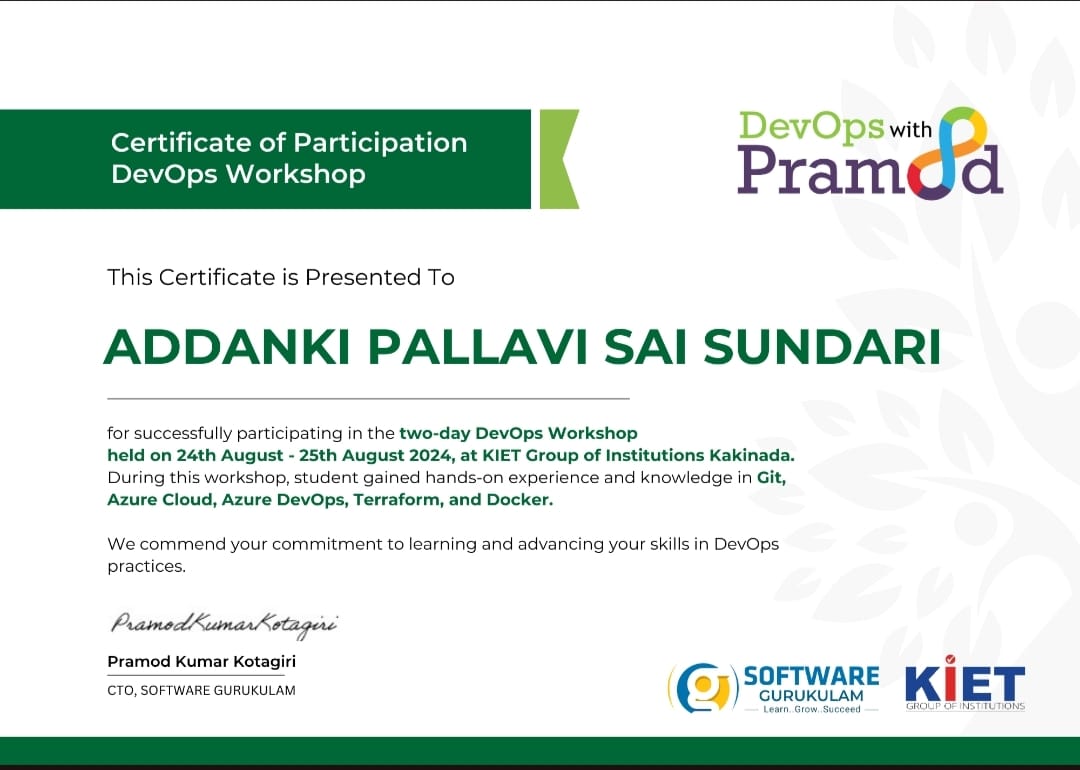 Certificate of Participation
DevOps Workshop
DevOps with
Pramod
This Certificate is Presented To
ADDANKI PALLAVI SAI SUNDARI
for successfully participating in the two-day DevOps Workshop
held on 24th August - 25th August 2024, at KIET Group of Institutions Kakinada.
During this workshop, student gained hands-on experience and knowledge in Git,
Azure Cloud, Azure DevOps, Terraform, and Docker.
We commend your commitment to learning and advancing your skills in DevOps
practices.
PramodKumarKotagiri
Pramod Kumar Kotagiri
CTO, SOFTWARE GURUKULAM
g SOFTWARE
GURUKULAM
Learn..Grow..Succeed
KiET
GROUP OF INSTITUTIONS